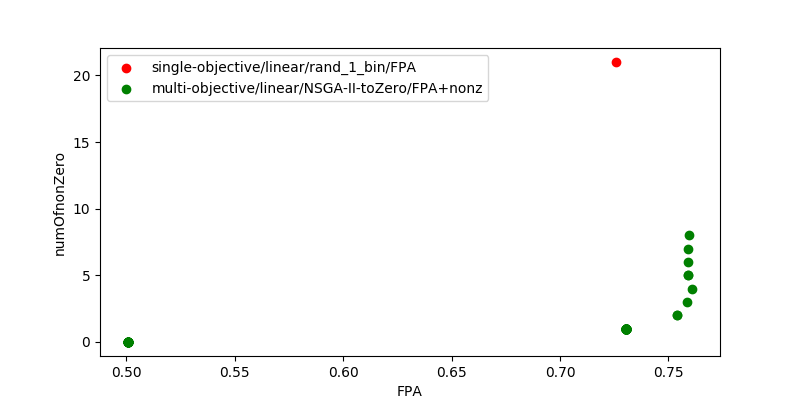 single-objective/linear/rand_1_bin/FPA
multi-objective/linear/NSGA-II-toZero/FPA+nonz
numOfnonZero
20
15
10
5
0
0.50 0.55 0.60 0.65 0.70 0.75
FPA